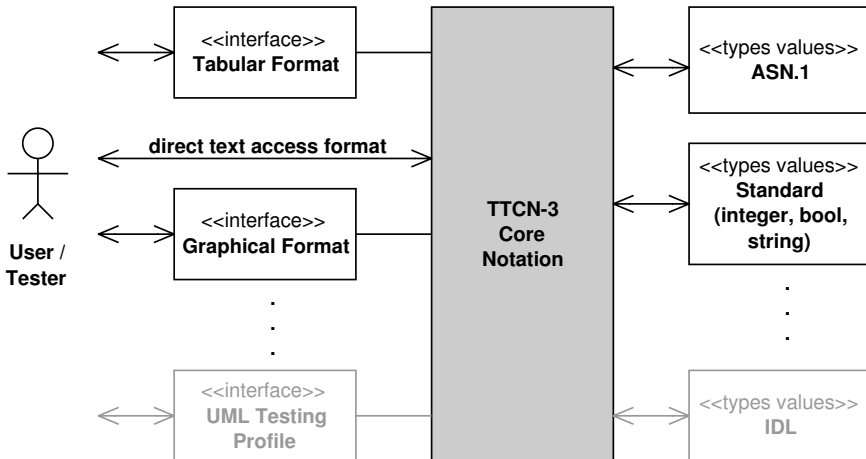 <<interface>>
Tabular Format
direct text access format
<<interface>>
Graphical Format
User /
Tester
<<interface>>
UML Testing
Profile
TTCN-3
Core
Notation
<<types values>>
ASN.1
<<types values>>
Standard
(integer, bool,
string)
<<types values>>
IDL